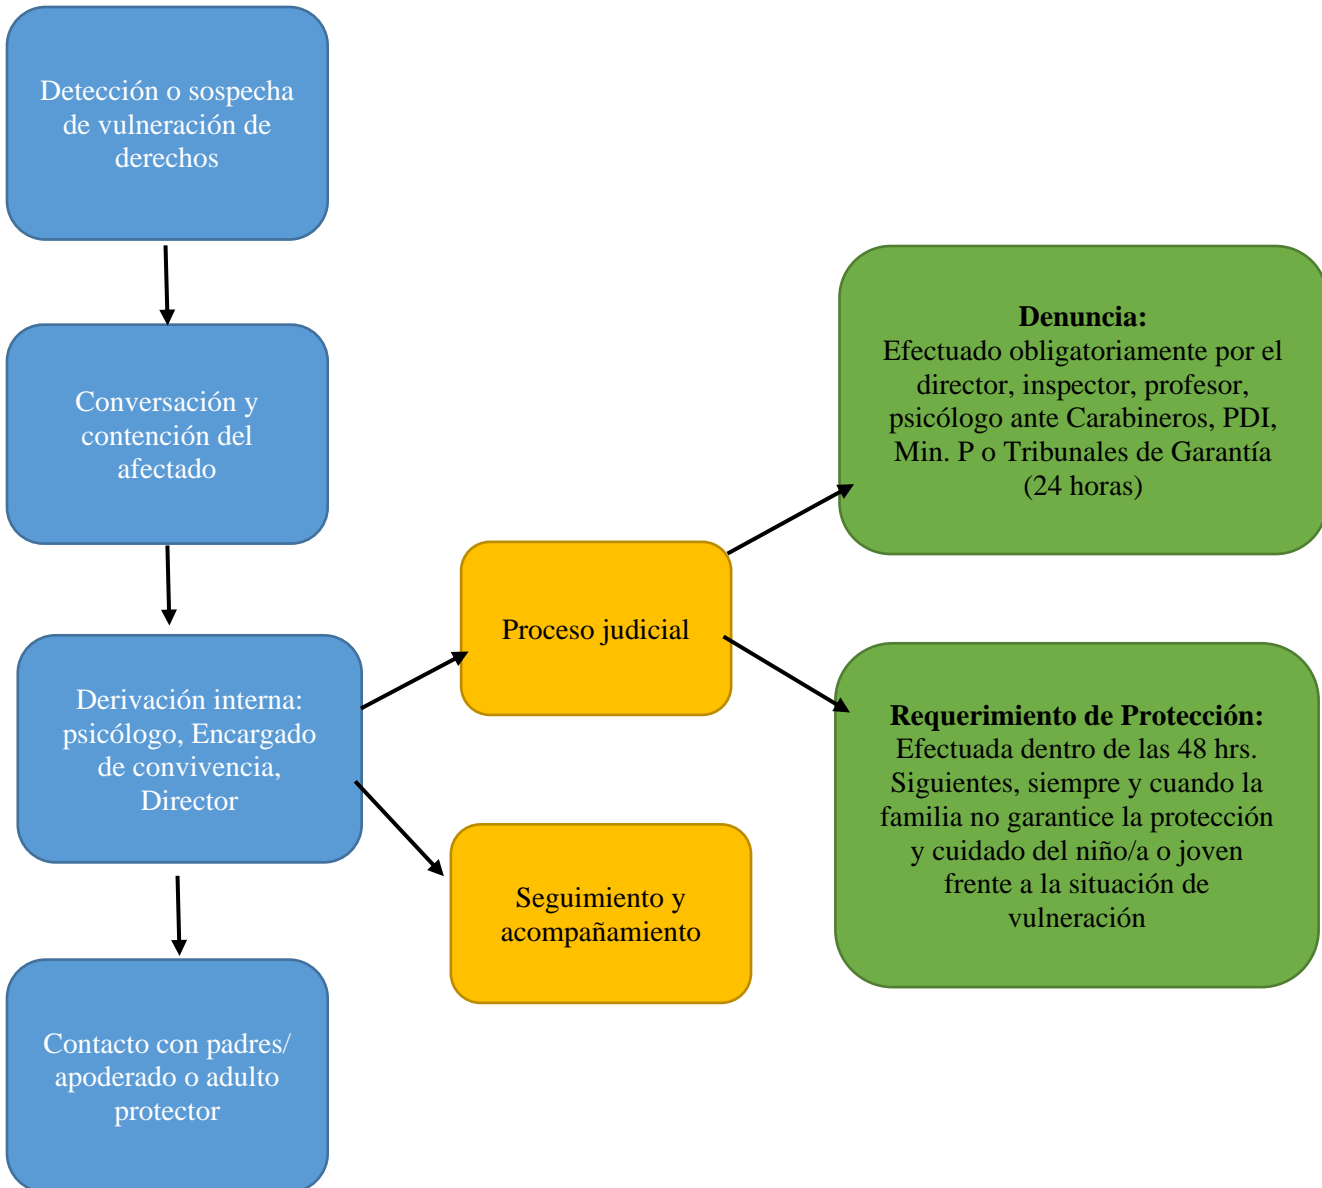 Detección o sospecha
de vulneración de
derechos
Conversación y
contención del
afectado
Derivación interna:
psicólogo, Encargado
de convivencia,
Director
Contacto con padres/
apoderado o adulto
protector
Proceso judicial
Seguimiento y
acompañamiento
Denuncia:
Efectuado obligatoriamente por el
director, inspector, profesor,
psicólogo ante Carabineros, PDI,
Min. P o Tribunales de Garantía
(24 horas)
Requerimiento de Protección:
Efectuada dentro de las 48 hrs.
Siguientes, siempre y cuando la
familia no garantice la protección
y cuidado del niño/a o joven
frente a la situación de
vulneración